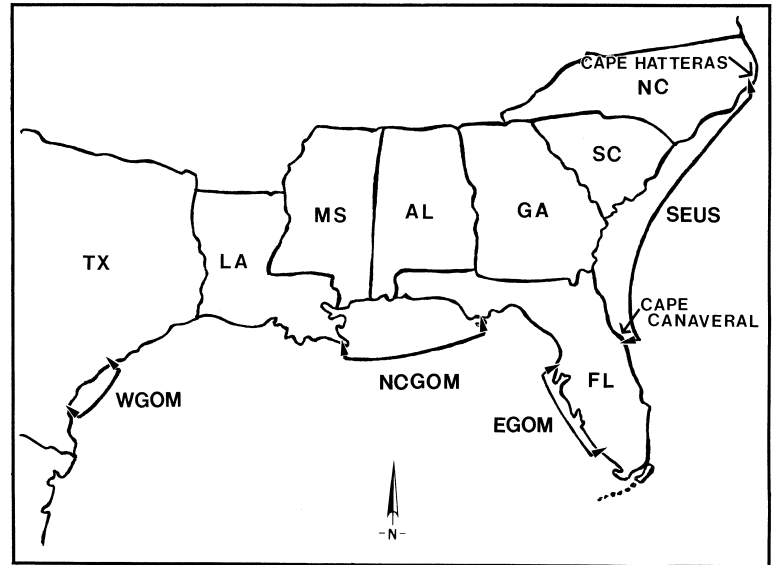 CAPE HATTERAS
NC
SC
MS
AL
GA
SEUS
TX
LA
CAPE
CANAVERAL
WGOM
NCGOM
FL
EGOM
-N-